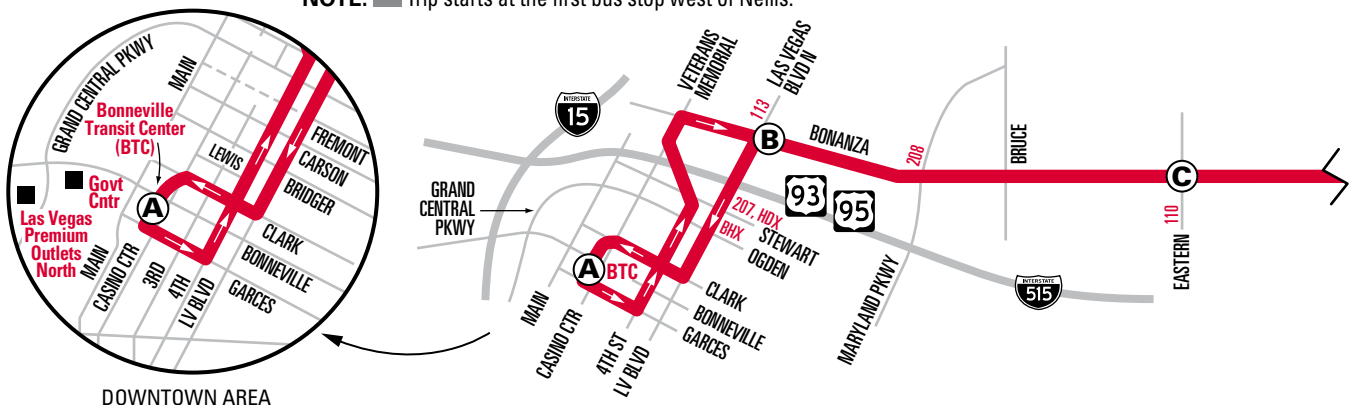 NOTE: Trip starts at the first bus stop west of Nellis.
GRAND CENTRAL PKWY
MAIN
Bonneville
Transit Center
(BTC)
FREMONT
CARSON
BRIDGER
LEWIS
Govt
Cntr
A
Las Vegas
Premium
Outlets
North
CLARK
BONNEVILLE
GARCES
MAIN
CASINO CTR
3RD
4TH
LV BLVD
DOWNTOWN AREA
INTERSTATE
15
VETERANS
MEMORIAL
LAS VEGAS
BLVD N
113
B
BONANZA
208
BRUCE
C
110
EASTERN
GRAND
CENTRAL
PKWY
93
95
207, HDX
BHX
STEWART
OGDEN
A
BTC
CLARK
BONNEVILLE
GARCES
MAIN
CASINO CTR
4TH ST
LV BLVD
MARYLAND PKWY
INTERSTATE
515